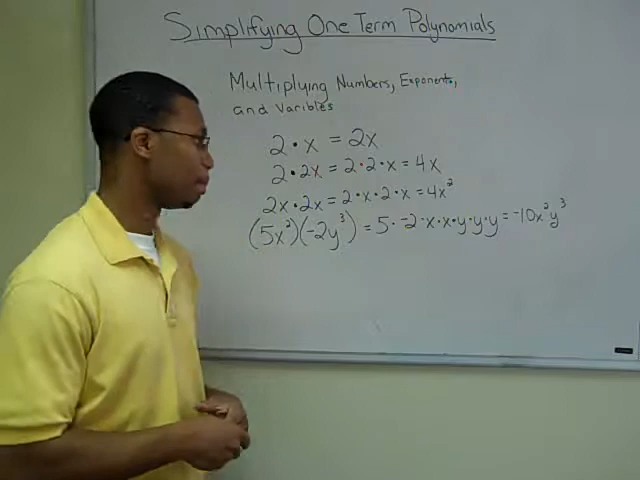 Simplifying One Term Polynomials
Multiplying Numbers, Exponents,
and Varibles
2 · x = 2x
2 · 2x = 2 · 2 · x = 4x
2x · 2x = 2 · x · 2 · x = 4x²
(5x²)(-2y³) = 5 · -2 · x · x · y · y · y = -10x²y³